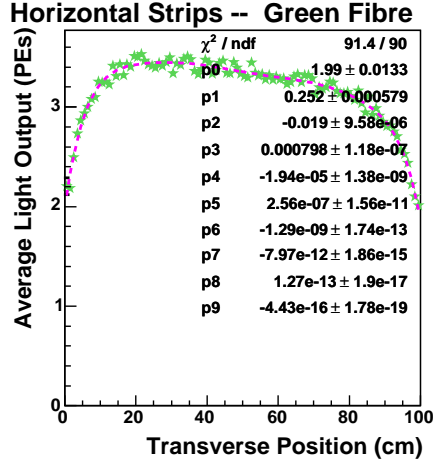 Horizontal Strips -- Green Fibre
χ² / ndf 91.4 / 90
p0 1.99 ± 0.0133
p1 0.252 ± 0.000579
p2 -0.019 ± 9.58e-06
p3 0.000798 ± 1.18e-07
p4 -1.94e-05 ± 1.38e-09
p5 2.56e-07 ± 1.56e-11
p6 -1.29e-09 ± 1.74e-13
p7 -7.97e-12 ± 1.86e-15
p8 1.27e-13 ± 1.9e-17
p9 -4.43e-16 ± 1.78e-19
Average Light Output (PEs)
3
2
1
0
0 20 40 60 80 100
Transverse Position (cm)